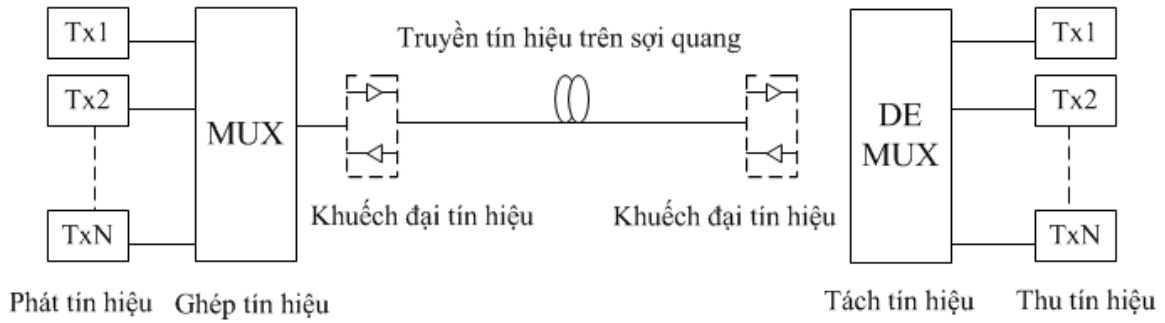 Tx1
Tx2
TxN
MUX
Truyền tín hiệu trên sợi quang
Khuếch đại tín hiệu
Khuếch đại tín hiệu
DE
MUX
Tx1
Tx2
TxN
Phát tín hiệu
Ghép tín hiệu
Tách tín hiệu
Thu tín hiệu